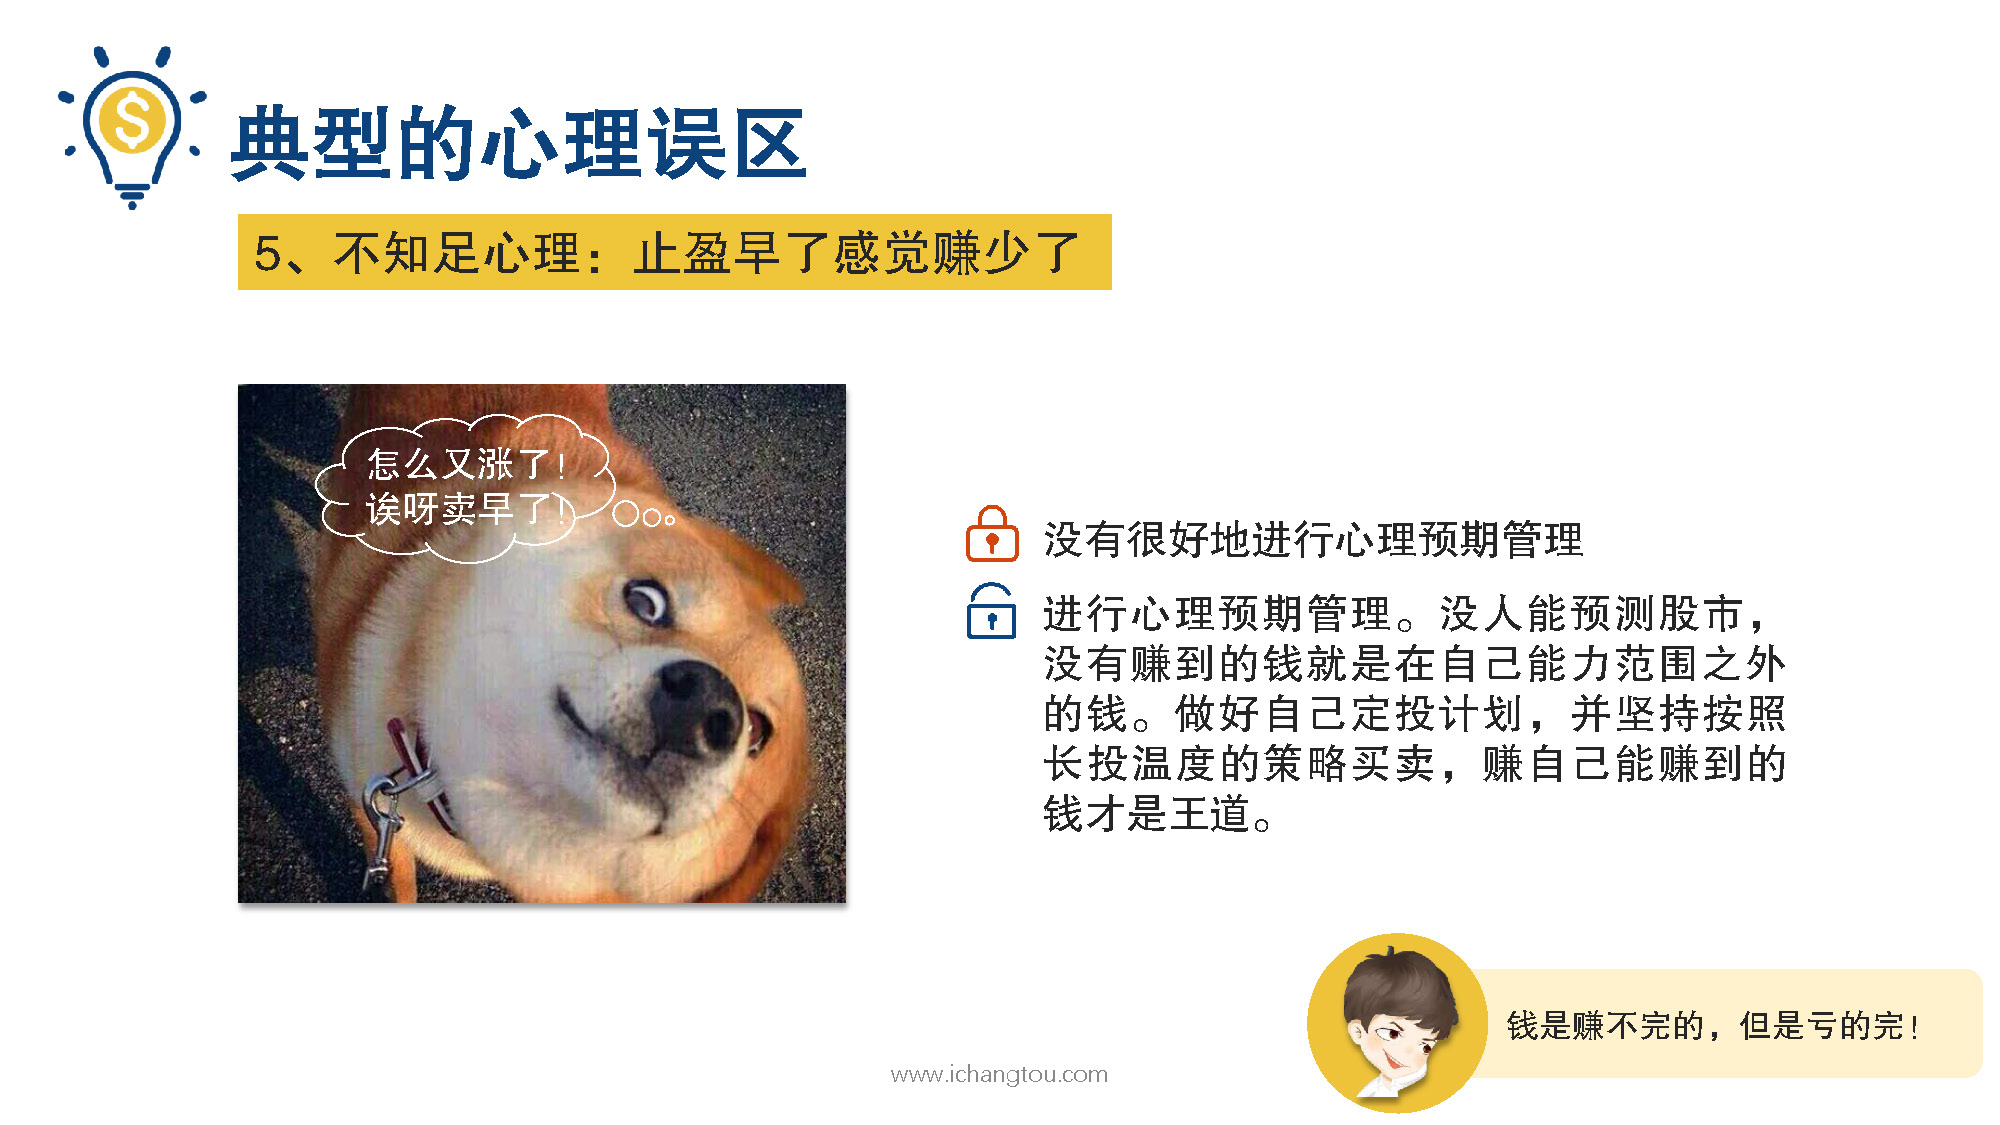 典型的心理误区
5、不知足心理：止盈早了感觉赚少了
怎么又涨了！
诶呀卖早了！
没有很好地进行心理预期管理
进行心理预期管理。没人能预测股市，
没有赚到的钱就是在自己能力范围之外
的钱。做好自己定投计划，并坚持按照
长投温度的策略买卖，赚自己能赚到的
钱才是王道。
钱是赚不完的，但是亏的完！
www.ichangtou.com